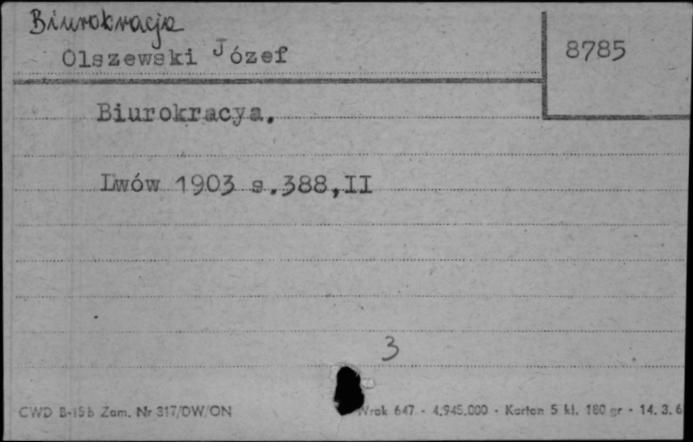 Biurokracja
Olszewski Józef
8785
Biurokracya.
Lwów 1903 s.388,II
3
CWD B-15b Zam. Nr 317/DW/ON
Wrak 647 - 4.945.000 - Karton 5 kl. 180 gr - 14. 3. 6